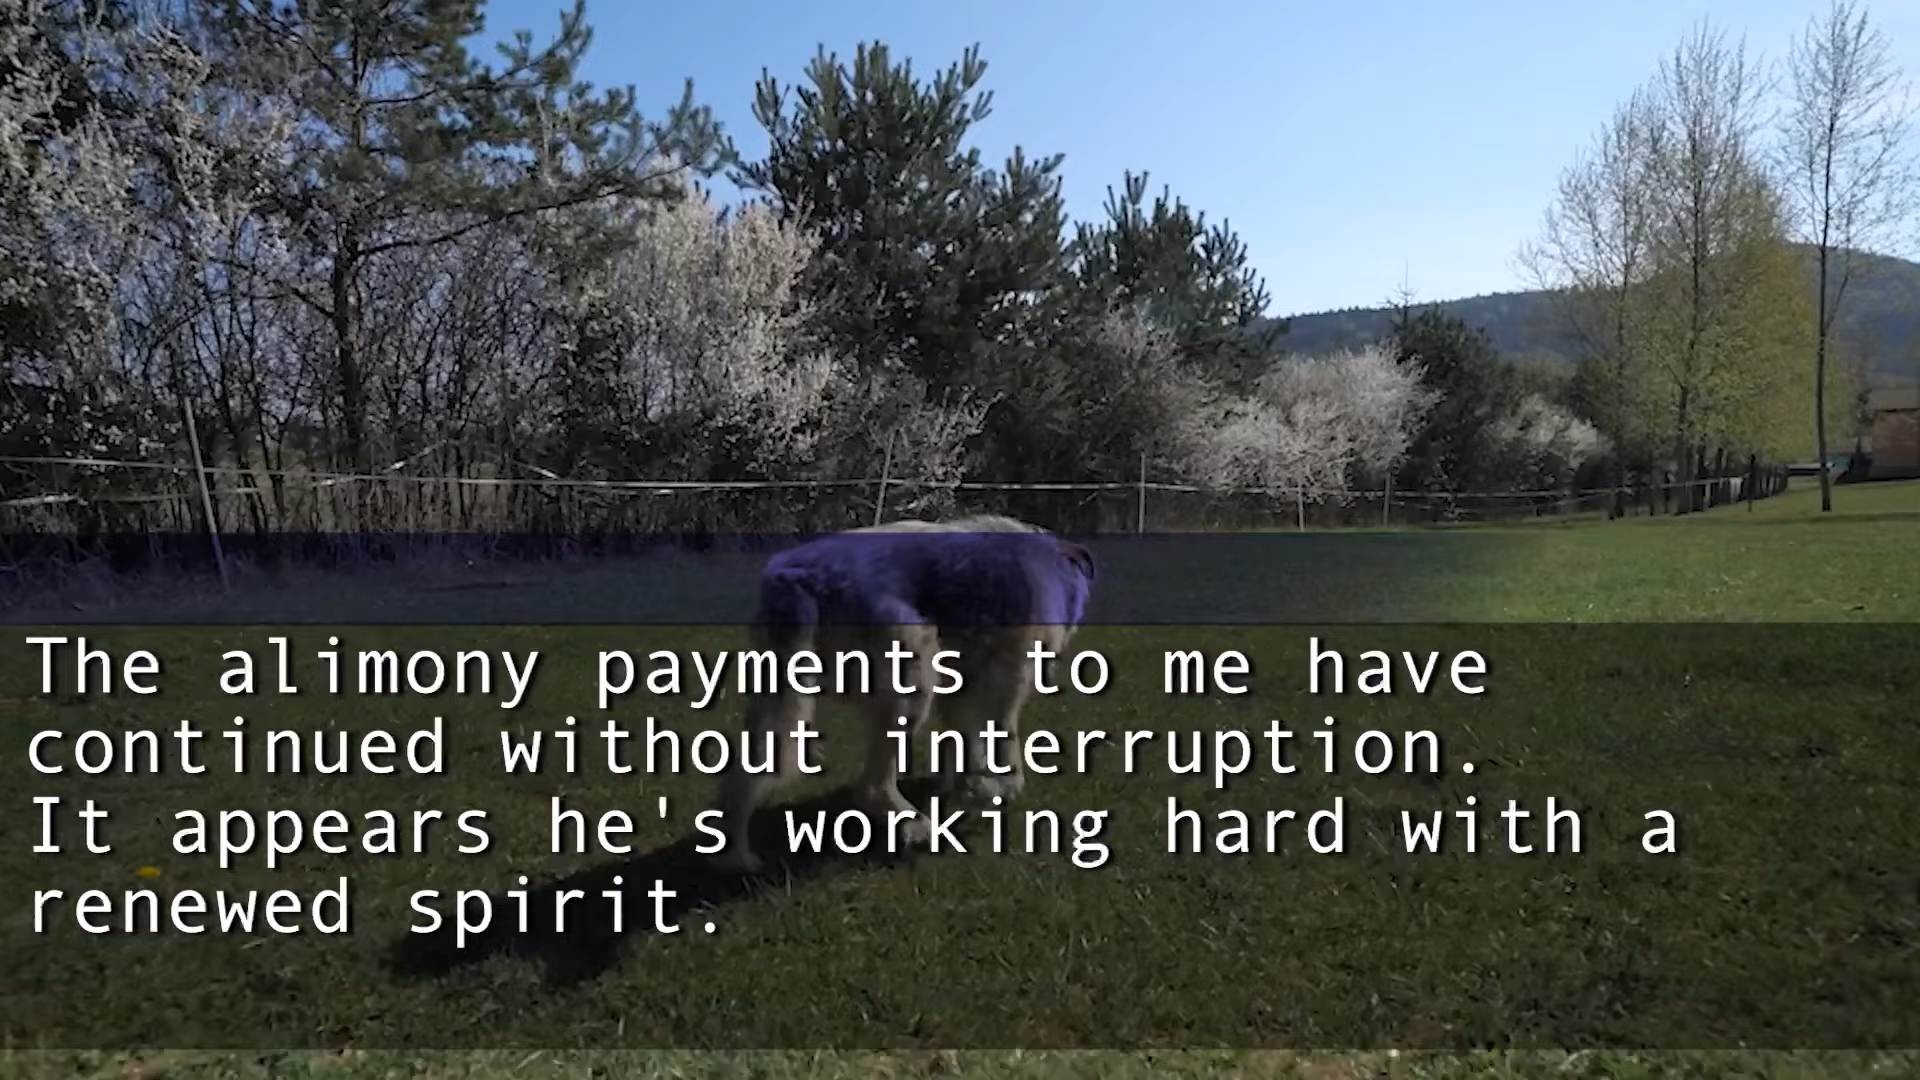 The alimony payments to me have
continued without interruption.
It appears he's working hard with a
renewed spirit.